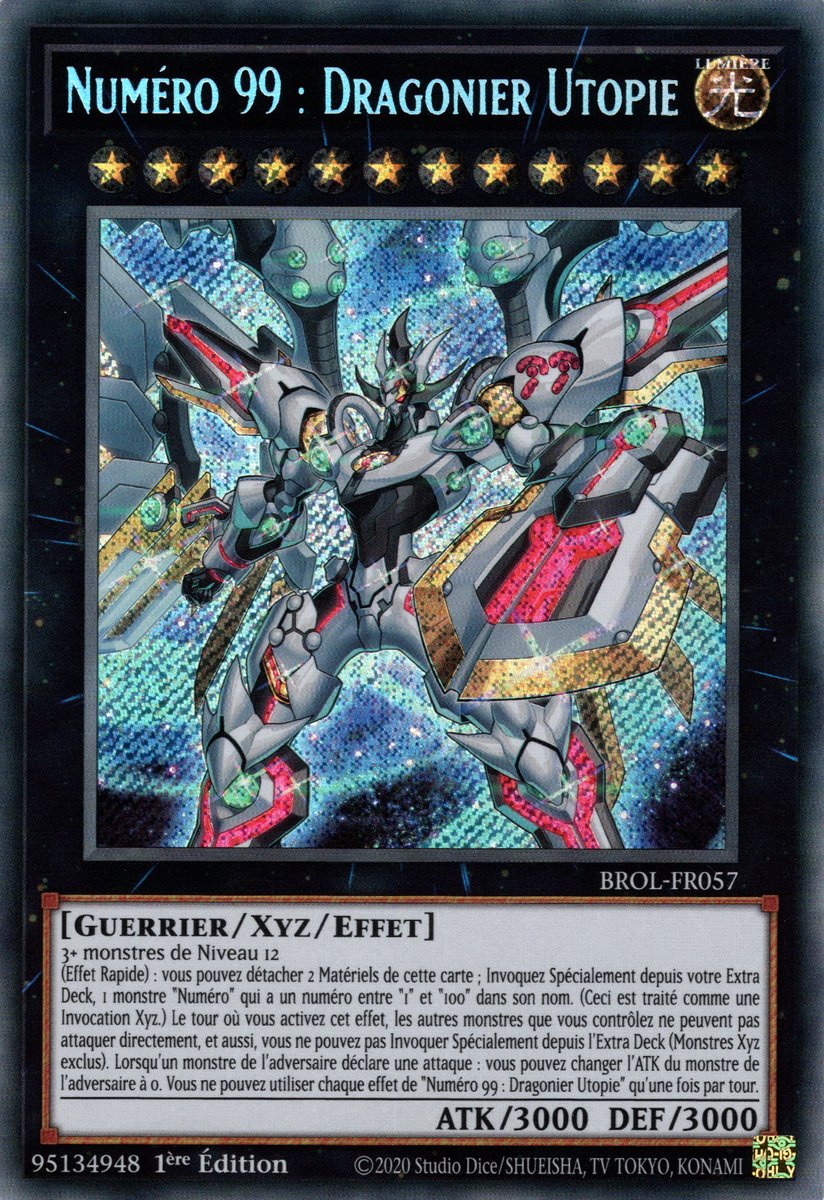 Numéro 99 : Dragonier Utopie
LUMIÈRE
光
99
BROL-FR057
[Guerrier/Xyz/Effet]
3+ monstres de Niveau 12
(Effet Rapide) : vous pouvez détacher 2 Matériels de cette carte ; Invoquez Spécialement depuis votre Extra
Deck, 1 monstre "Numéro" qui a un numéro entre "1" et "100" dans son nom. (Ceci est traité comme une
Invocation Xyz.) Le tour où vous activez cet effet, les autres monstres que vous contrôlez ne peuvent pas
attaquer directement, et aussi, vous ne pouvez pas Invoquer Spécialement depuis l'Extra Deck (Monstres Xyz
exclus). Lorsqu'un monstre de l'adversaire déclare une attaque : vous pouvez changer l'ATK du monstre de
l'adversaire à 0. Vous ne pouvez utiliser chaque effet de "Numéro 99 : Dragonier Utopie" qu'une fois par tour.
ATK/3000 DEF/3000
95134948 1ère Édition
©2020 Studio Dice/SHUEISHA, TV TOKYO, KONAMI